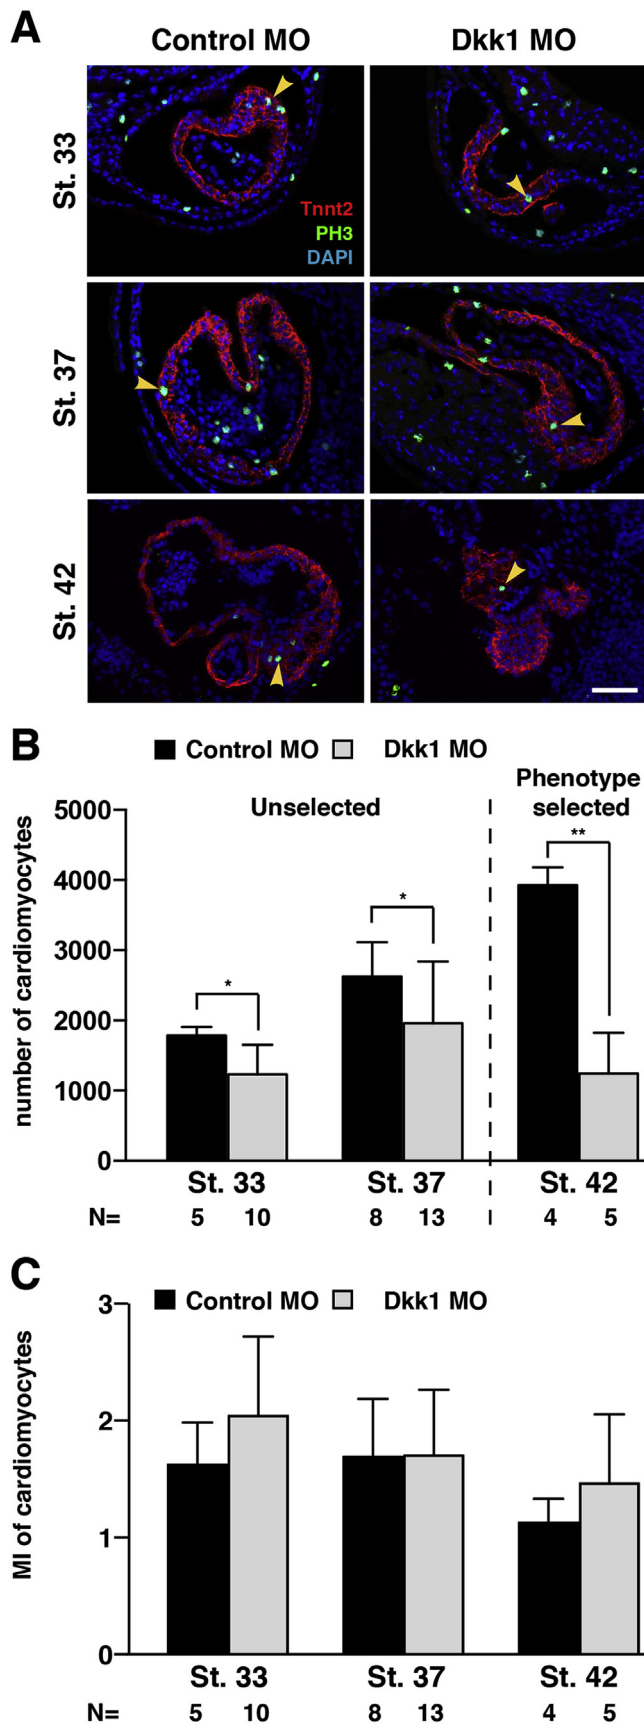 A
Control MO Dkk1 MO
St. 33
Tnnt2
PH3
DAPI
St. 37
St. 42
B
Control MO Dkk1 MO
Unselected
Phenotype
selected
number of cardiomyocytes
5000
4000
3000
2000
1000
0
*
*
**
St. 33 St. 37 St. 42
N= 5 10 8 13 4 5
C
Control MO Dkk1 MO
MI of cardiomyocytes
3
2
1
0
St. 33 St. 37 St. 42
N= 5 10 8 13 4 5